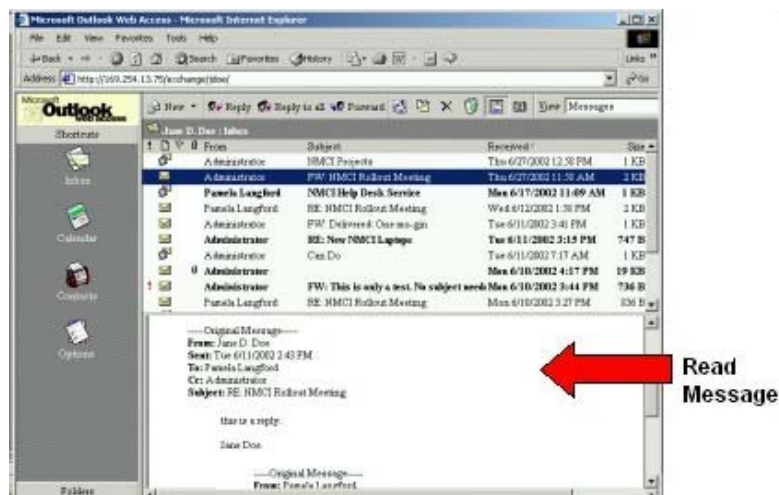 Microsoft Outlook Web Access - Microsoft Internet Explorer
File Edit View Favorites Tools Help
Back Search Favorites History Links
Address http://169.254.13.75/exchange/jdoe/ Go
Microsoft Outlook Web Access
New Reply Reply to all Forward View Messages
Shortcuts
Jane D. Doe : Inbox
From Subject Received Size
Administrator NMCI Projects Thu 6/27/2002 12:58 PM 1 KB
Administrator FW: NMCI Rollout Meeting Thu 6/27/2002 11:58 AM 2 KB
Pamela Langford NMCI Help Desk Service Mon 6/17/2002 11:09 AM 1 KB
Pamela Langford RE: NMCI Rollout Meeting Wed 6/12/2002 1:58 PM 2 KB
Administrator FW: Delivered: One-ms-gin Tue 6/11/2002 3:41 PM 1 KB
Administrator RE: New NMCI Laptops Tue 6/11/2002 3:15 PM 747 B
Administrator Can Do Tue 6/11/2002 7:17 AM 1 KB
Administrator Mon 6/10/2002 4:17 PM 19 KB
Administrator FW: This is only a test. No subject need Mon 6/10/2002 3:44 PM 736 B
Pamela Langford RE: NMCI Rollout Meeting Mon 6/10/2002 3:27 PM 836 B
Inbox
Calendar
Contacts
Options
Folders
-----Original Message-----
From: Jane D. Doe
Sent: Tue 6/11/2002 2:43 PM
To: Pamela Langford
Cc: Administrator
Subject: RE: NMCI Rollout Meeting
this is a reply.
Jane Doe
-----Original Message-----
From: Pamela Langford
Read
Message